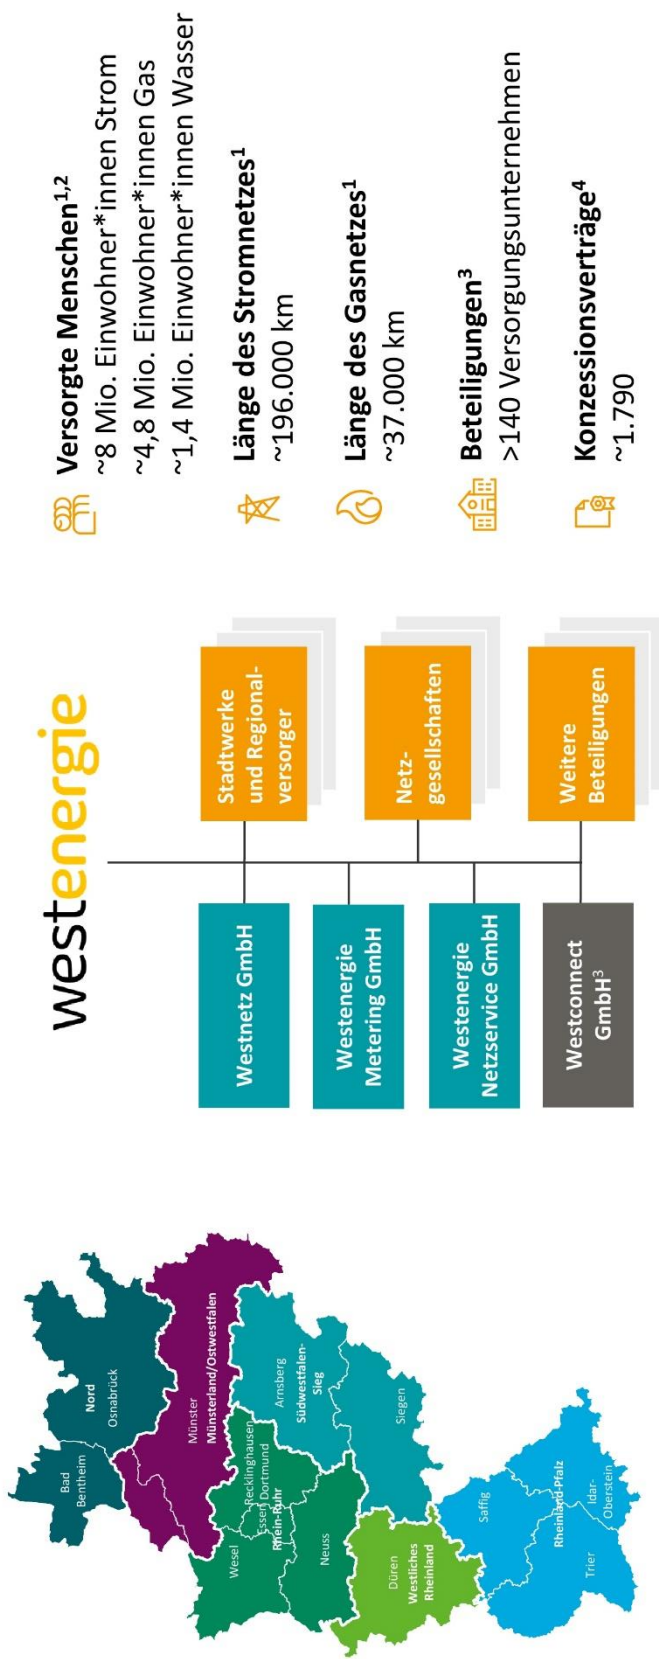 Bad
Bentheim
Nord
Osnabrück
Münster
Münsterland/Ostwestfalen
Wesel
Recklinghausen
Essen Dortmund
Rhein-Ruhr
Neuss
Arnsberg
Südwestfalen-
Sieg
Siegen
Düren
Westliches
Rheinland
Saffig
Rheinland-Pfalz
Trier
Idar-
Oberstein
westenergie
Westnetz GmbH
Westenergie
Metering GmbH
Westenergie
Netzservice GmbH
Westconnect
GmbH³
Stadtwerke
und Regional-
versorger
Netz-
gesellschaften
Weitere
Beteiligungen
Versorgte Menschen¹,²
~8 Mio. Einwohner*innen Strom
~4,8 Mio. Einwohner*innen Gas
~1,4 Mio. Einwohner*innen Wasser
Länge des Stromnetzes¹
~196.000 km
Länge des Gasnetzes¹
~37.000 km
Beteiligungen³
>140 Versorgungsunternehmen
Konzessionsverträge⁴
~1.790